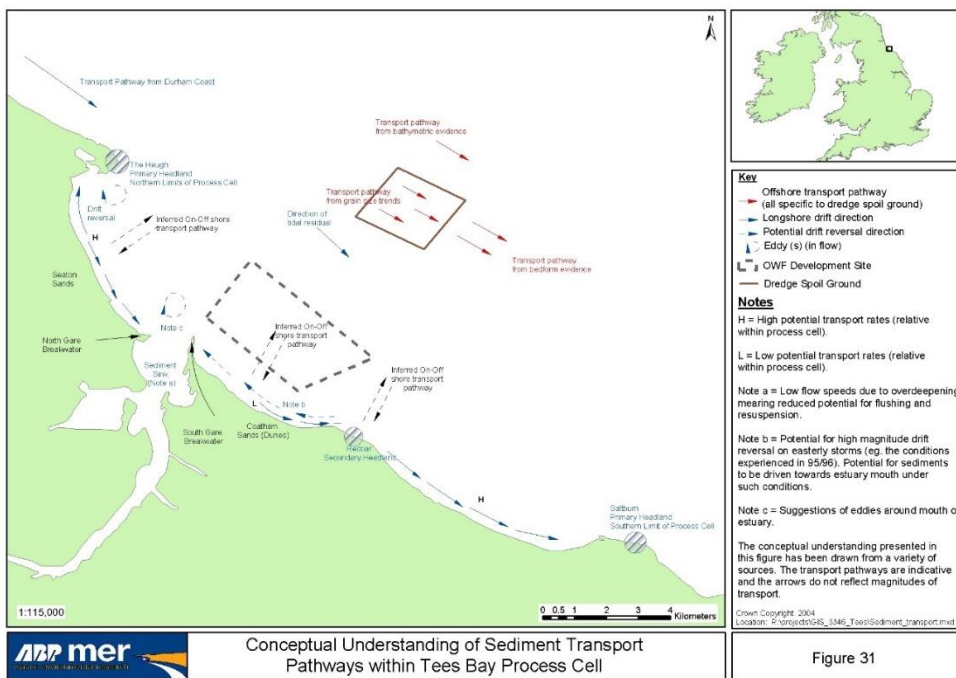 N
Transport Pathway from Durham Coast
Transport pathway
from bathymetric evidence
The Heugh
Primary Headland
Northern Limits of Process Cell
Transport pathway
from grain size trends
Drift
reversal
Inferred On-Off shore
transport pathway
Direction of
tidal residual
H
Transport pathway
from bedform evidence
Seaton
Sands
Note c
Inferred On-Off
shore transport
pathway
North Gare
Breakwater
Sediment
Sink
(Note a)
Inferred On-Off
shore transport
pathway
L
Note b
South Gare
Breakwater
Coatham
Sands (Dunes)
Redcar
Secondary Headland
H
Saltburn
Primary Headland
Southern Limit of Process Cell
1:115,000
0 0.5 1 2 3 4
Kilometers
Key
Offshore transport pathway
(all specific to dredge spoil ground)
Longshore drift direction
Potential drift reversal direction
Eddy (s) (in flow)
OWF Development Site
Dredge Spoil Ground
Notes
H = High potential transport rates (relative
within process cell).
L = Low potential transport rates (relative
within process cell).
Note a = Low flow speeds due to overdeepening
mearing reduced potential for flushing and
resuspension.
Note b = Potential for high magnitude drift
reversal on easterly storms (eg. the conditions
experienced in 95/96). Potential for sediments
to be driven towards estuary mouth under
such conditions.
Note c = Suggestions of eddies around mouth o
estuary.
The conceptual understanding presented in
this figure has been drawn from a variety of
sources. The transport pathways are indicative
and the arrows do not reflect magnitudes of
transport.
Crown Copyright. 2004
Location: R:\projects\GIS_3346_Tees\Sediment_transport.mxd
ABP mer
Conceptual Understanding of Sediment Transport
Pathways within Tees Bay Process Cell
Figure 31